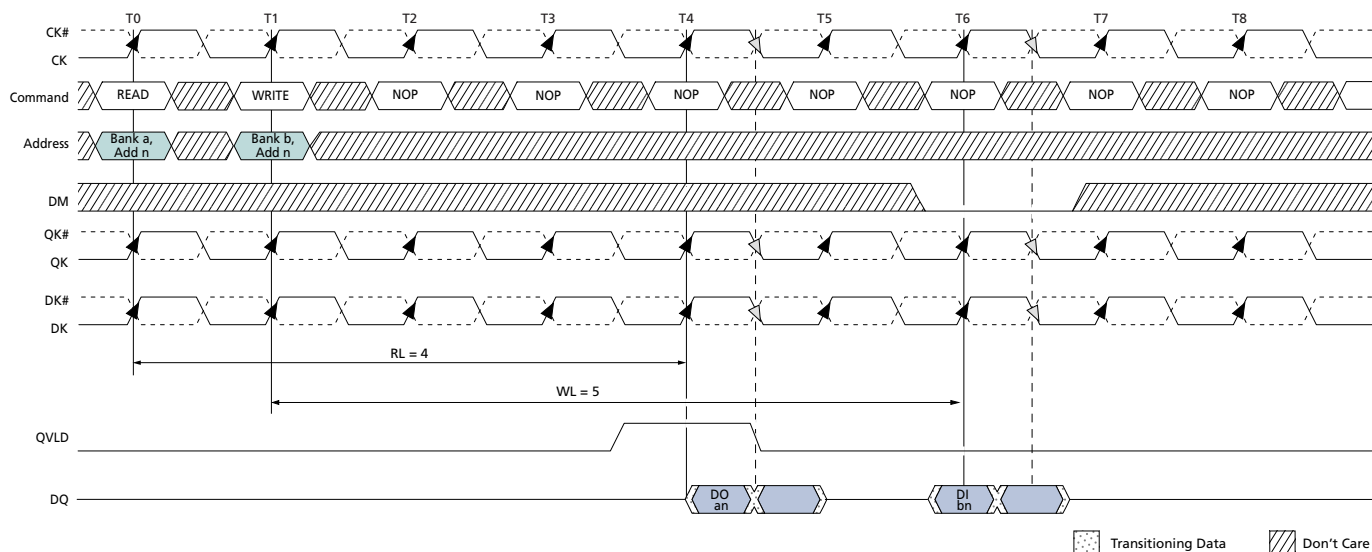 T0 T1 T2 T3 T4 T5 T6 T7 T8
CK#
CK
Command READ WRITE NOP NOP NOP NOP NOP NOP NOP
Address Bank a, Add n Bank b, Add n
DM
QK#
QK
DK#
DK
RL = 4
WL = 5
QVLD
DQ DO an DI bn
Transitioning Data Don't Care